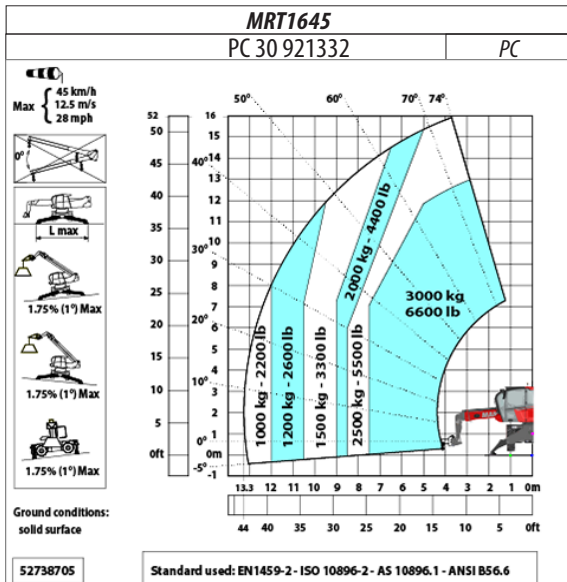 MRT1645
PC 30 921332
PC
Max
45 km/h
12.5 m/s
28 mph
0°
L max
1.75% (1°) Max
1.75% (1°) Max
1.75% (1°) Max
Ground conditions:
solid surface
52738705
52
50
45
40
35
30
25
20
15
10
5
0ft
16
15
14
13
12
11
10
9
8
7
6
5
4
3
2
1
0m
-1
50°
60°
70°
74°
40°
30°
20°
10°
0°
-5°
1000 kg - 2200 lb
1200 kg - 2600 lb
1500 kg - 3300 lb
2000 kg - 4400 lb
2500 kg - 5500 lb
3000 kg
6600 lb
13.3 12 11 10 9 8 7 6 5 4 3 2 1 0m
44 40 35 30 25 20 15 10 5 0ft
Standard used: EN1459-2 - ISO 10896-2 - AS 10896.1 - ANSI B56.6